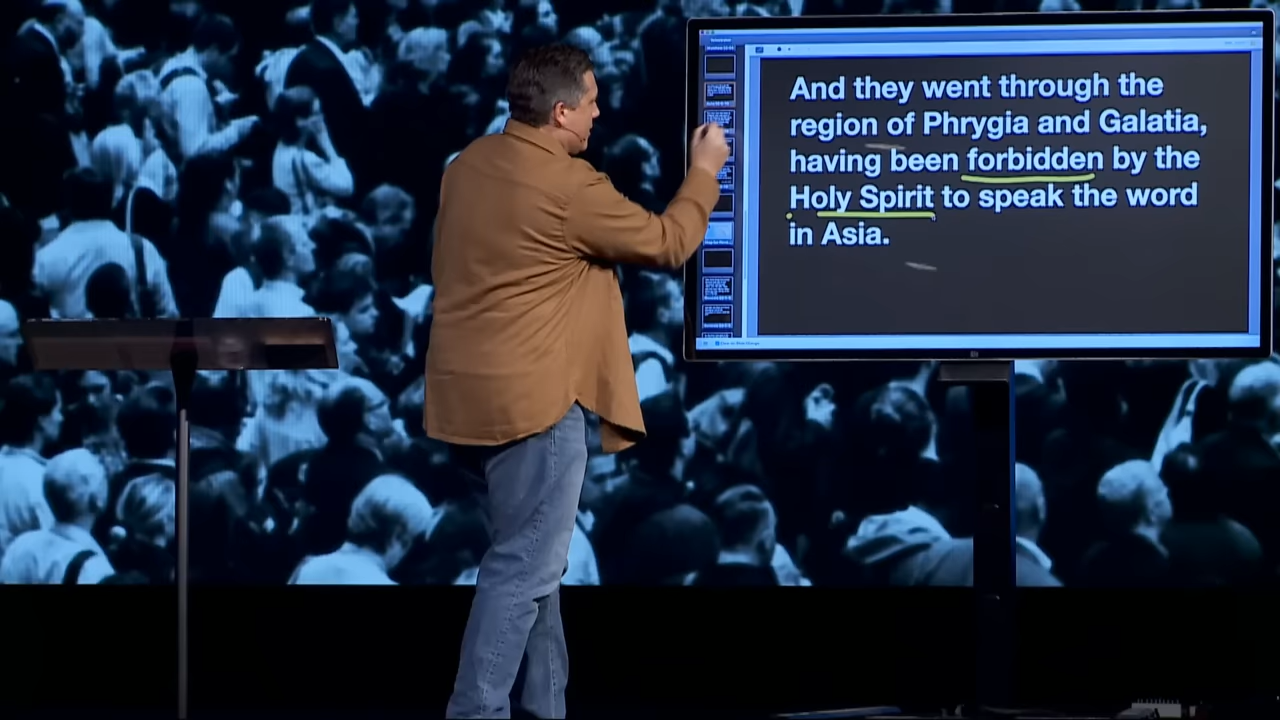 And they went through the
region of Phrygia and Galatia,
having been forbidden by the
Holy Spirit to speak the word
in Asia.